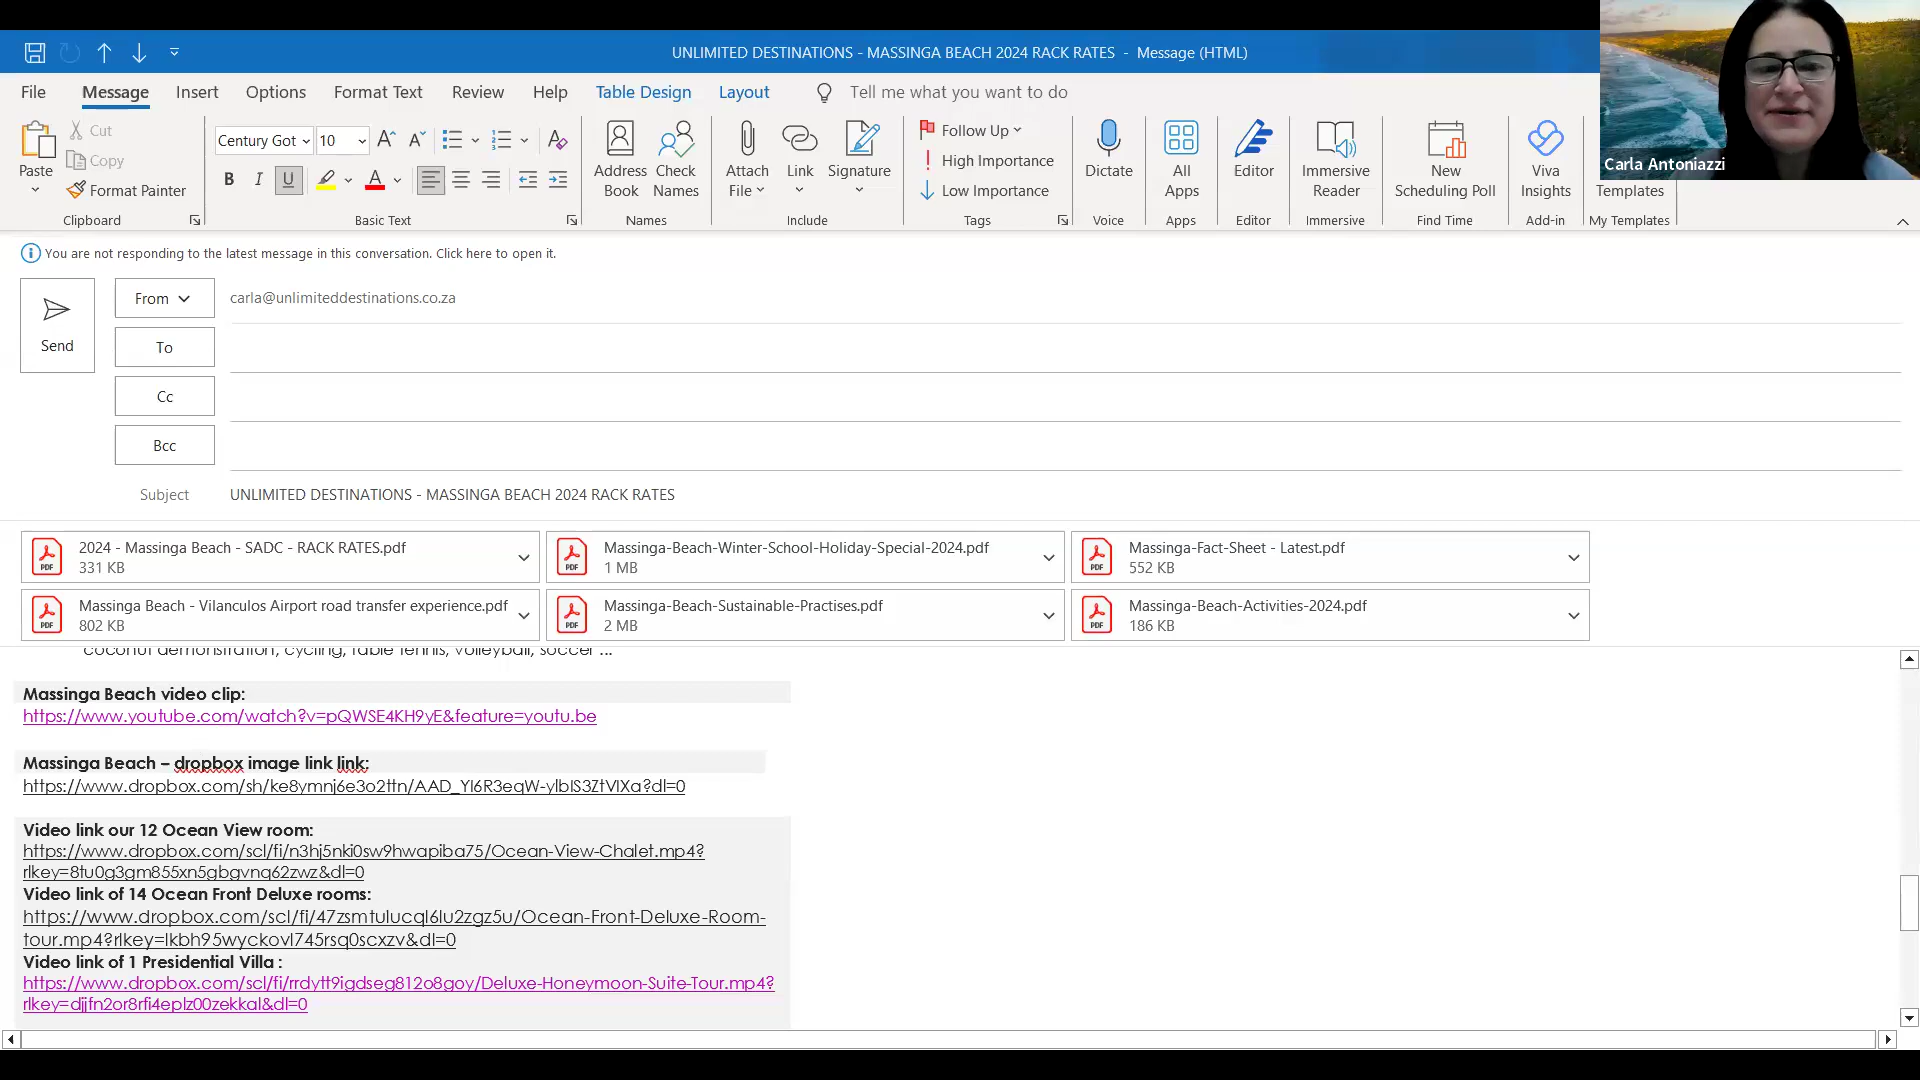 UNLIMITED DESTINATIONS - MASSINGA BEACH 2024 RACK RATES - Message (HTML)
File Message Insert Options Format Text Review Help Table Design Layout Tell me what you want to do
Paste
Cut
Copy
Format Painter
Clipboard
Century Got 10
B I U A
Basic Text
Address Book
Check Names
Names
Attach File
Link
Signature
Include
Follow Up
High Importance
Low Importance
Tags
Dictate
Voice
All Apps
Apps
Editor
Editor
Immersive Reader
Immersive
New Scheduling Poll
Find Time
Viva Insights
Add-in
Templates
My Templates
Carla Antoniazzi
You are not responding to the latest message in this conversation. Click here to open it.
Send
From carla@unlimiteddestinations.co.za
To
Cc
Bcc
Subject UNLIMITED DESTINATIONS - MASSINGA BEACH 2024 RACK RATES
PDF 2024 - Massinga Beach - SADC - RACK RATES.pdf
331 KB
PDF Massinga-Beach-Winter-School-Holiday-Special-2024.pdf
1 MB
PDF Massinga-Fact-Sheet - Latest.pdf
552 KB
PDF Massinga Beach - Vilanculos Airport road transfer experience.pdf
802 KB
PDF Massinga-Beach-Sustainable-Practises.pdf
2 MB
PDF Massinga-Beach-Activities-2024.pdf
186 KB
coconut demonstration, cycling, table tennis, volleyball, soccer ...
Massinga Beach video clip:
https://www.youtube.com/watch?v=pQWSE4KH9yE&feature=youtu.be
Massinga Beach – dropbox image link link:
https://www.dropbox.com/sh/ke8ymnj6e3o2ttn/AAD_YI6R3eqW-ylbIS3ZtVIXa?dl=0
Video link our 12 Ocean View room:
https://www.dropbox.com/scl/fi/n3hj5nki0sw9hwapiba75/Ocean-View-Chalet.mp4?
rlkey=8tu0g3gm855xn5gbgvnq62zwz&dl=0
Video link of 14 Ocean Front Deluxe rooms:
https://www.dropbox.com/scl/fi/47zsmtulucql6lu2zgz5u/Ocean-Front-Deluxe-Room-
tour.mp4?rlkey=lkbh95wyckovl745rsq0scxzv&dl=0
Video link of 1 Presidential Villa :
https://www.dropbox.com/scl/fi/rrdytt9igdseg812o8goy/Deluxe-Honeymoon-Suite-Tour.mp4?
rlkey=djjfn2or8rfi4eplz00zekkal&dl=0